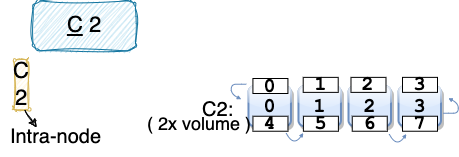 C 2
C
2
Intra-node
0 1 2 3
C2: 0 1 2 3
( 2x volume ) 4 5 6 7